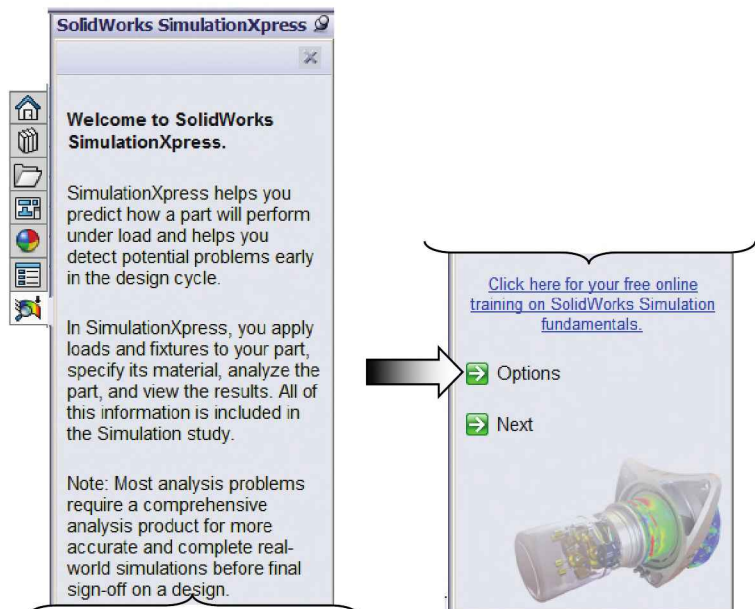 SolidWorks SimulationXpress
Welcome to SolidWorks
SimulationXpress.
SimulationXpress helps you
predict how a part will perform
under load and helps you
detect potential problems early
in the design cycle.
In SimulationXpress, you apply
loads and fixtures to your part,
specify its material, analyze the
part, and view the results. All of
this information is included in
the Simulation study.
Note: Most analysis problems
require a comprehensive
analysis product for more
accurate and complete real-
world simulations before final
sign-off on a design.
Click here for your free online
training on SolidWorks Simulation
fundamentals.
Options
Next